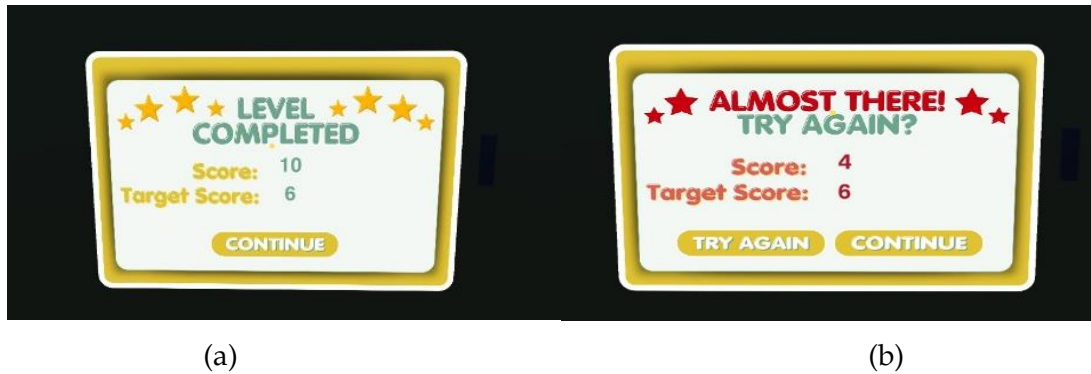 LEVEL
COMPLETED
Score: 10
Target Score: 6
CONTINUE
ALMOST THERE!
TRY AGAIN?
Score: 4
Target Score: 6
TRY AGAIN CONTINUE
(a) (b)